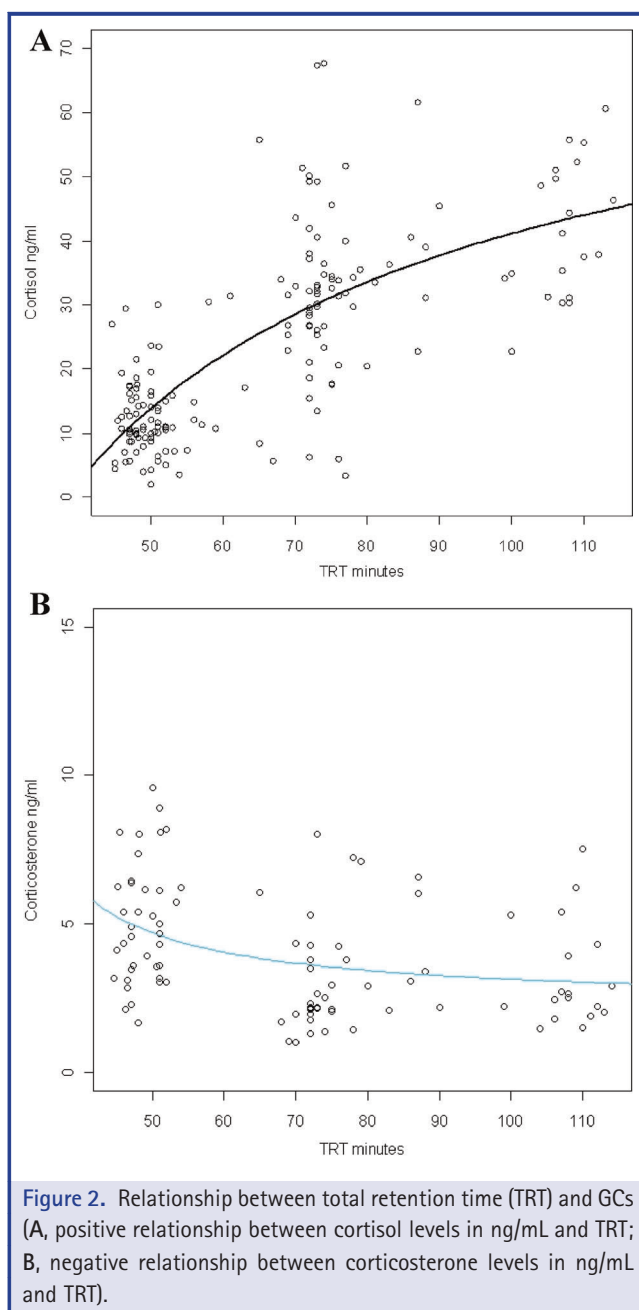 A
70
60
50
40
30
20
10
0
Cortisol ng/ml
50 60 70 80 90 100 110
TRT minutes
B
15
10
5
0
Corticosterone ng/ml
50 60 70 80 90 100 110
TRT minutes
Figure 2. Relationship between total retention time (TRT) and GCs
(A, positive relationship between cortisol levels in ng/mL and TRT;
B, negative relationship between corticosterone levels in ng/mL
and TRT).